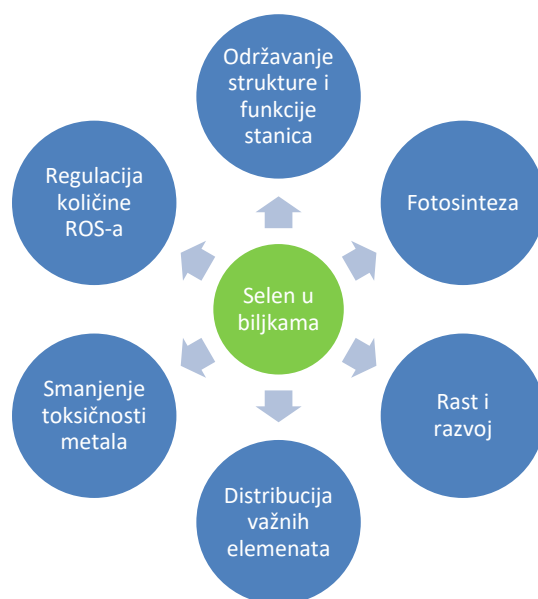 Održavanje
strukture i
funkcije
stanica
Regulacija
količine
ROS-a
Fotosinteza
Selen u
biljkama
Smanjenje
toksičnosti
metala
Rast i
razvoj
Distribucija
važnih
elemenata